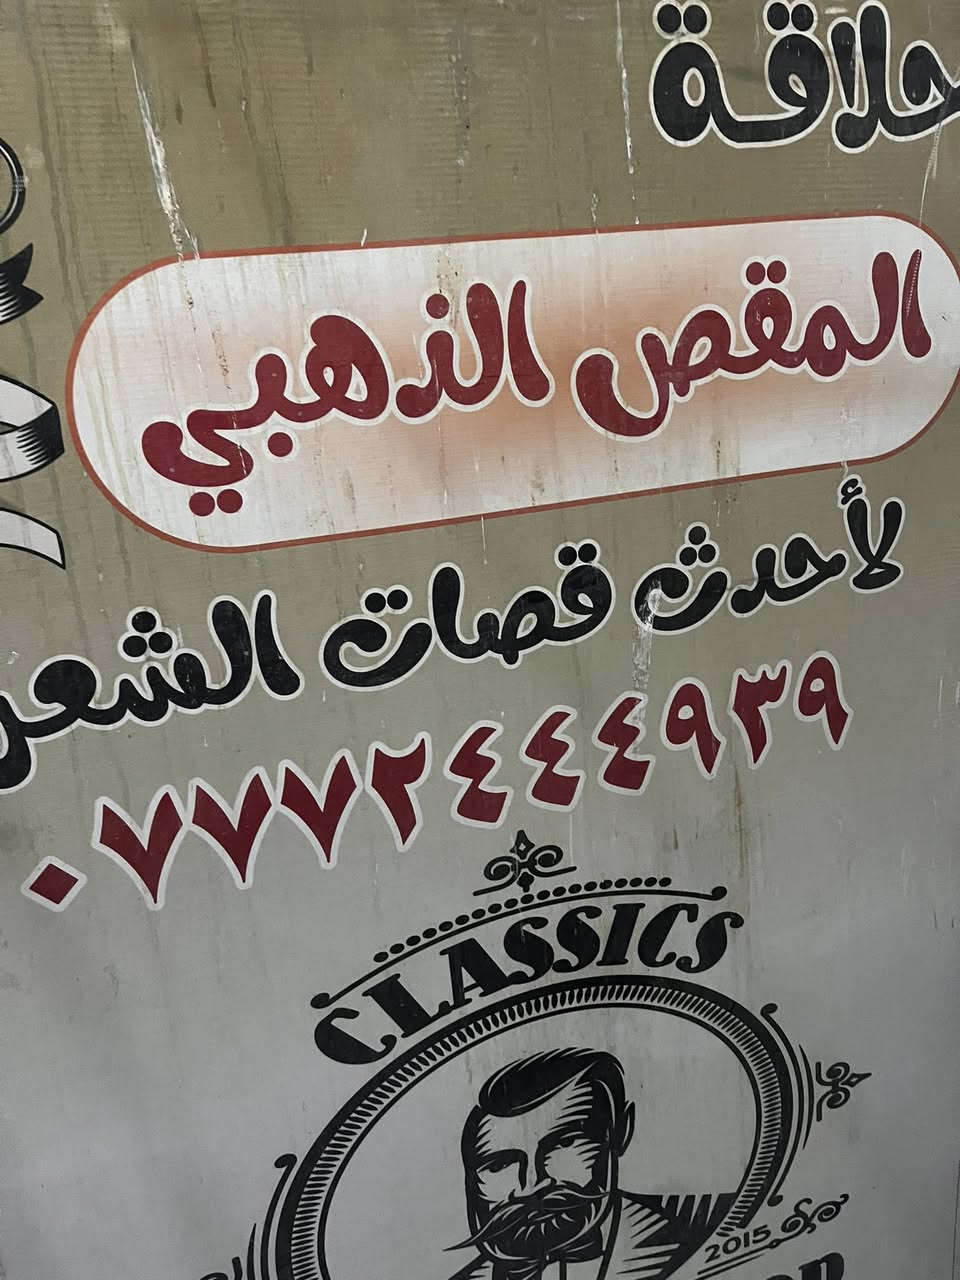 حلاقة
المقص الذهبي
لأحدث قصات الشعر
٠٧٧٧٢٤٤٤٩٣٩
CLASSICS
2015